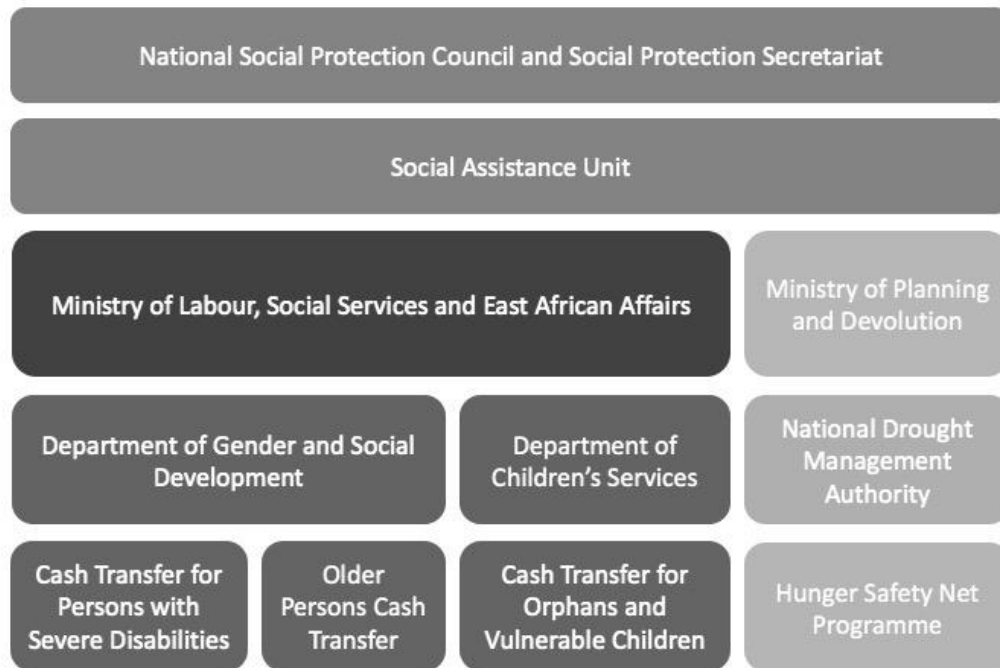 National Social Protection Council and Social Protection Secretariat
Social Assistance Unit
Ministry of Labour, Social Services and East African Affairs
Ministry of Planning
and Devolution
Department of Gender and Social
Development
Department of
Children's Services
National Drought
Management
Authority
Cash Transfer for
Persons with
Severe Disabilities
Older
Persons Cash
Transfer
Cash Transfer for
Orphans and
Vulnerable Children
Hunger Safety Net
Programme